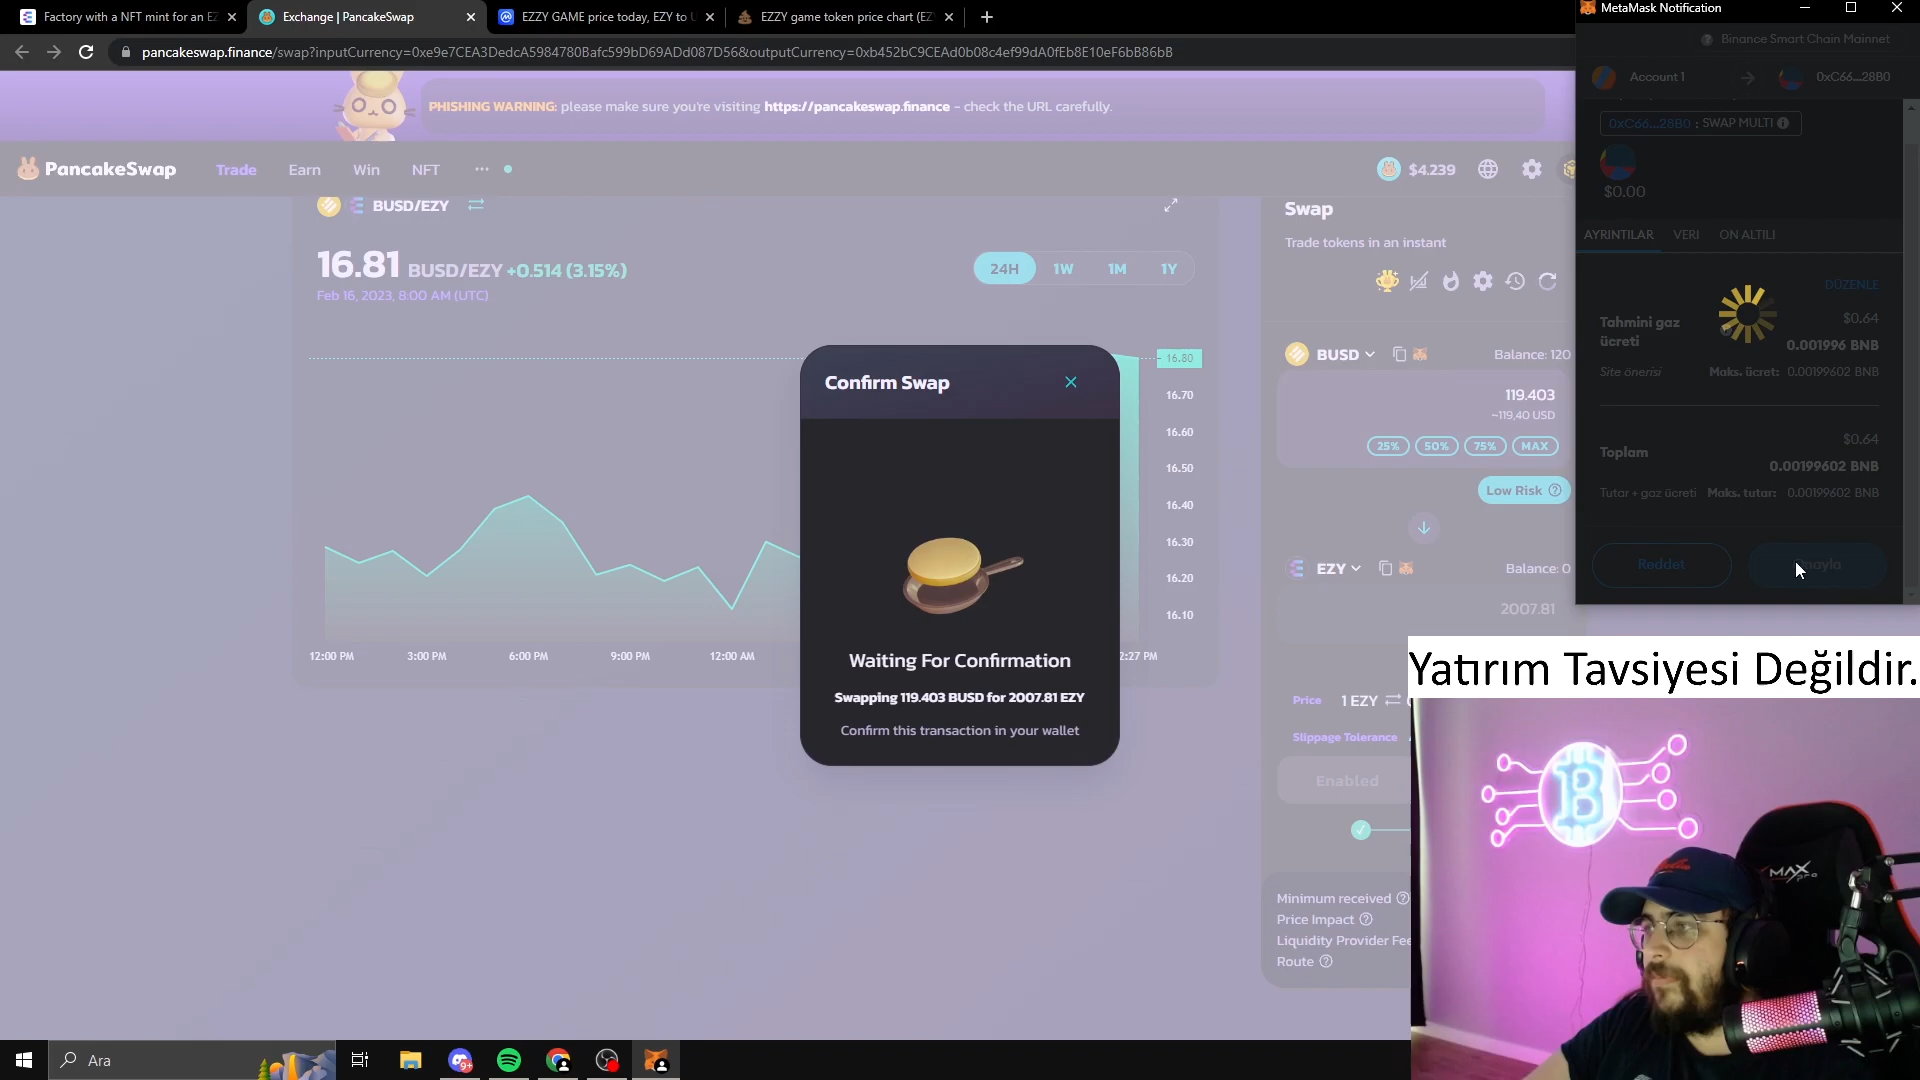 Factory with a NFT mint for an EZ
Exchange | PancakeSwap
EZZY GAME price today, EZY to U
EZZY game token price chart (EZY
MetaMask Notification
pancakeswap.finance/swap?inputCurrency=0xe9e7CEA3DedcA5984780Bafc599bD69ADd087D56&outputCurrency=0xb452bC9CEAd0b08c4ef99dA0fEb8E10eF6bB86bB
Binance Smart Chain Mainnet
Account 1
0xC66...28B0
0xC66...28B0 : SWAP MULTI
$0.00
AYRINTILAR VERI ON ALTILI
DÜZENLE
Tahmini gaz ücreti
$0.64
0.001996 BNB
Site önerisi Maks. ücret: 0.00199602 BNB
$0.64
Toplam
0.00199602 BNB
Tutar + gaz ücreti Maks. tutar: 0.00199602 BNB
Reddet
PHISHING WARNING: please make sure you're visiting https://pancakeswap.finance - check the URL carefully.
PancakeSwap Trade Earn Win NFT ... $4.239
BUSD/EZY
16.81 BUSD/EZY +0.514 (3.15%)
Feb 16, 2023, 8:00 AM (UTC)
24H 1W 1M 1Y
16.80
16.70
16.60
16.50
16.40
16.30
16.20
16.10
12:00 PM 3:00 PM 6:00 PM 9:00 PM 12:00 AM 2:27 PM
Confirm Swap
Waiting For Confirmation
Swapping 119.403 BUSD for 2007.81 EZY
Confirm this transaction in your wallet
Swap
Trade tokens in an instant
BUSD Balance: 120
119.403
~119,40 USD
25% 50% 75% MAX
Low Risk
EZY Balance: 0
2007.81
Price 1 EZY
Slippage Tolerance
Enabled
Minimum received
Price Impact
Liquidity Provider Fee
Route
Yatırım Tavsiyesi Değildir.
MAX
pro
Ara
9+